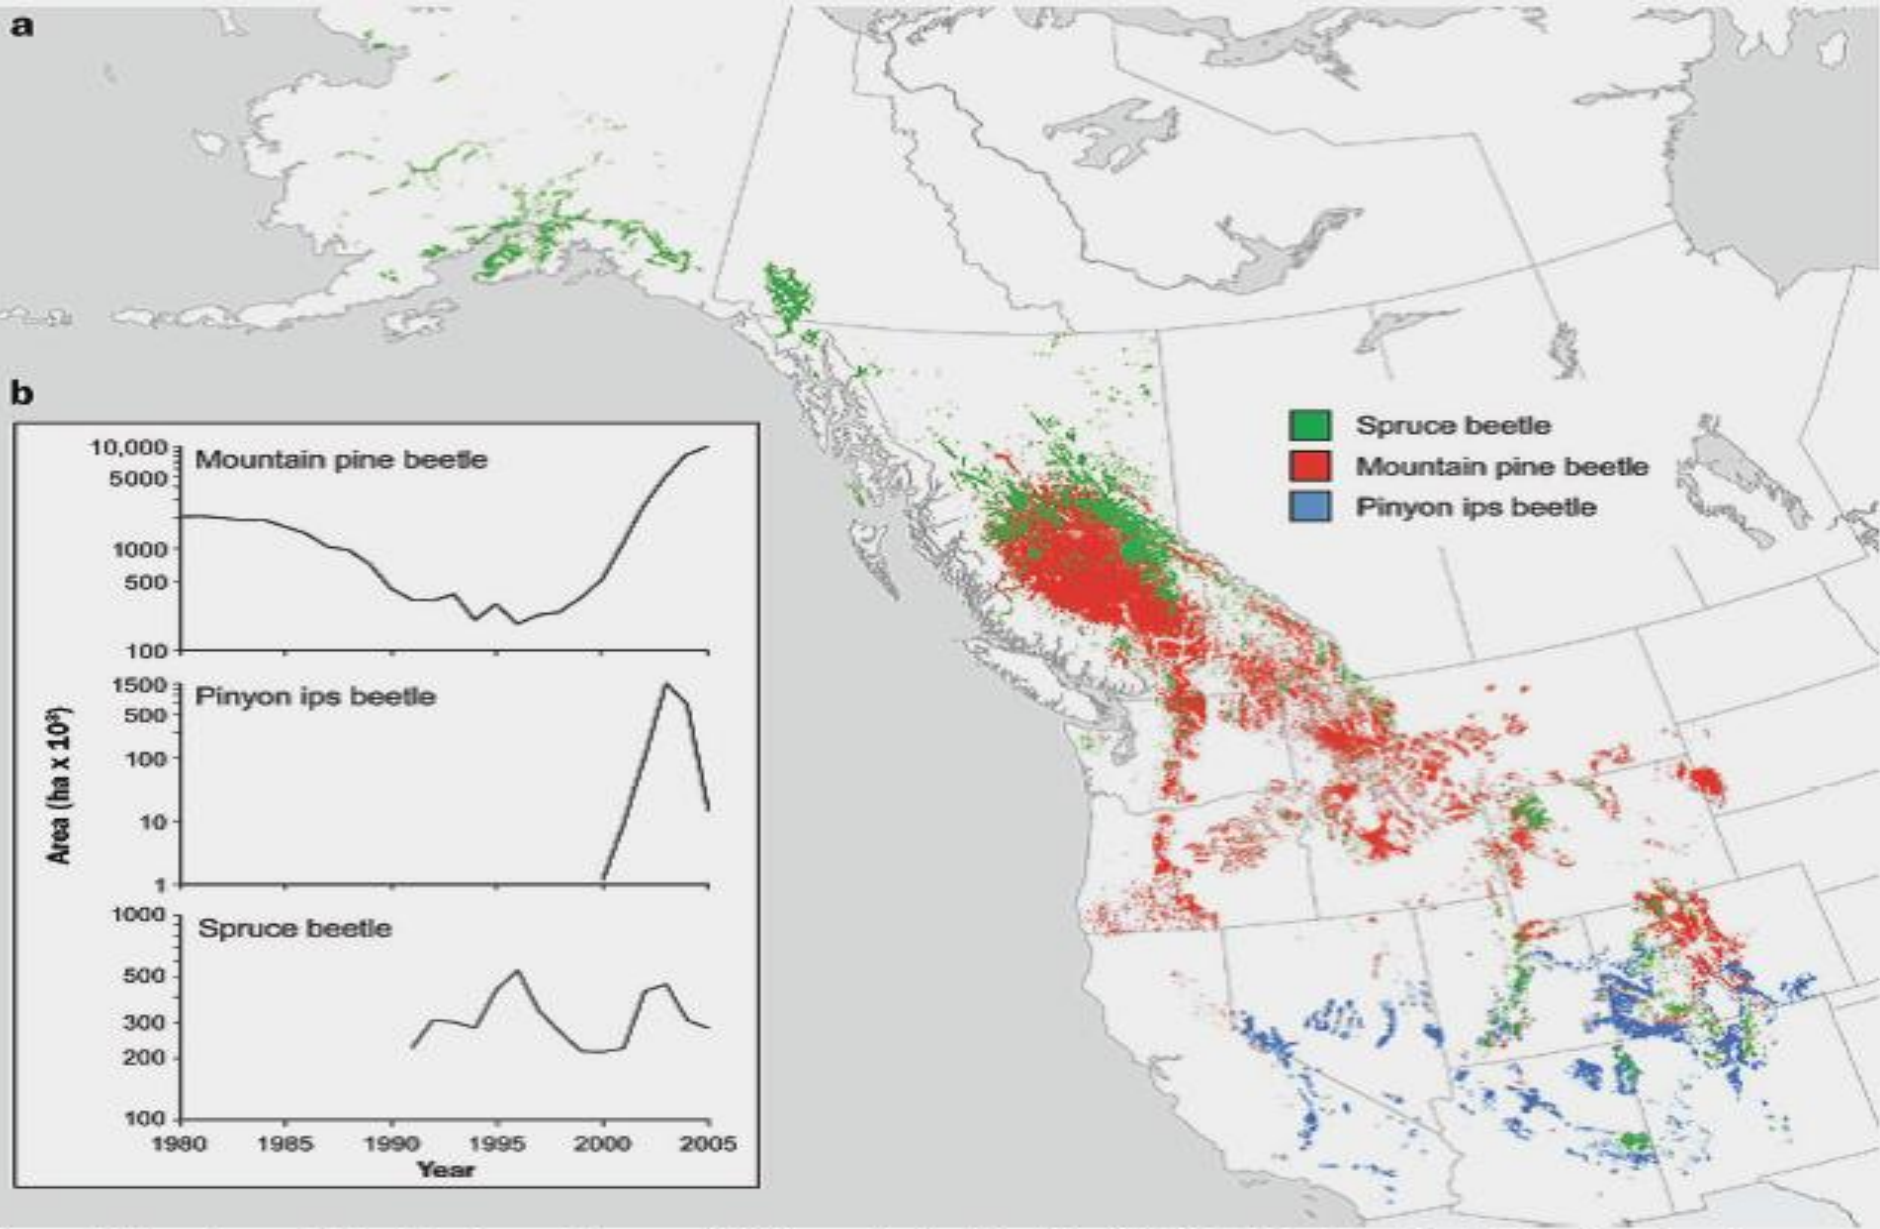 a
b
Spruce beetle
Mountain pine beetle
Pinyon ips beetle
Mountain pine beetle
10,000
5000
1000
500
100
Pinyon ips beetle
1500
500
100
10
1
Spruce beetle
1000
500
300
200
100
Area (ha x 10³)
1980 1985 1990 1995 2000 2005
Year